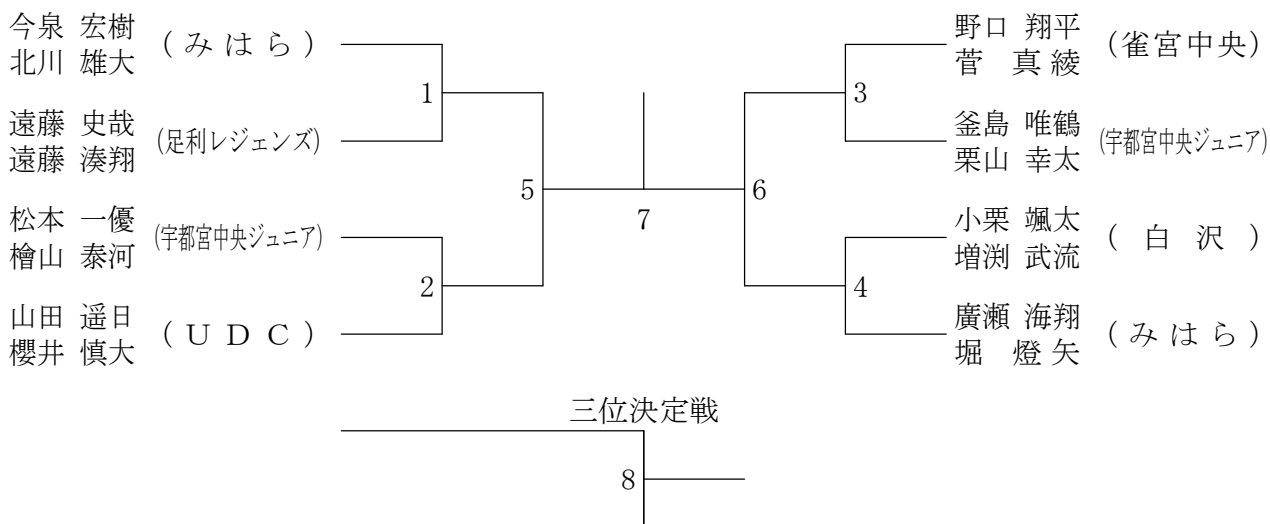 今泉 宏樹
北川 雄大
(みはら)
1
遠藤 史哉
遠藤 湊翔
(足利レジェンズ)
5
松本 一優
檜山 泰河
(宇都宮中央ジュニア)
2
山田 遥日
櫻井 慎大
(UDC)
7
野口 翔平
菅 真綾
(雀宮中央)
3
釜島 唯鶴
栗山 幸太
(宇都宮中央ジュニア)
6
小栗 颯太
増渕 武流
(白沢)
4
廣瀬 海翔
堀 燈矢
(みはら)
三位決定戦
8